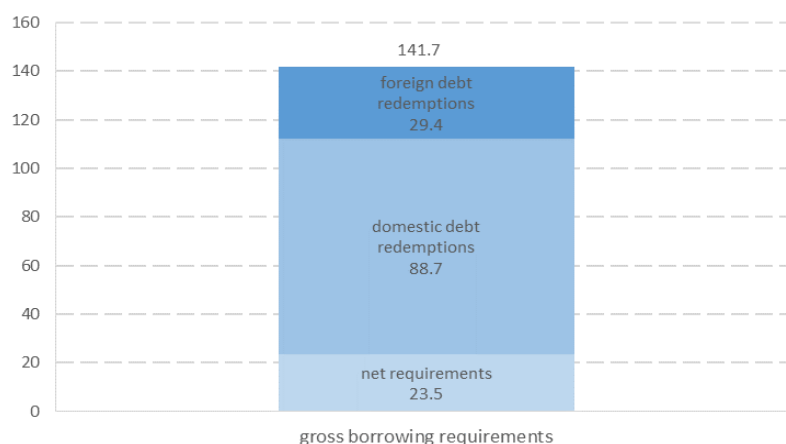 160
141.7
140
foreign debt
redemptions
29.4
120
100
80
domestic debt
redemptions
88.7
60
40
20
net requirements
23.5
0
gross borrowing requirements